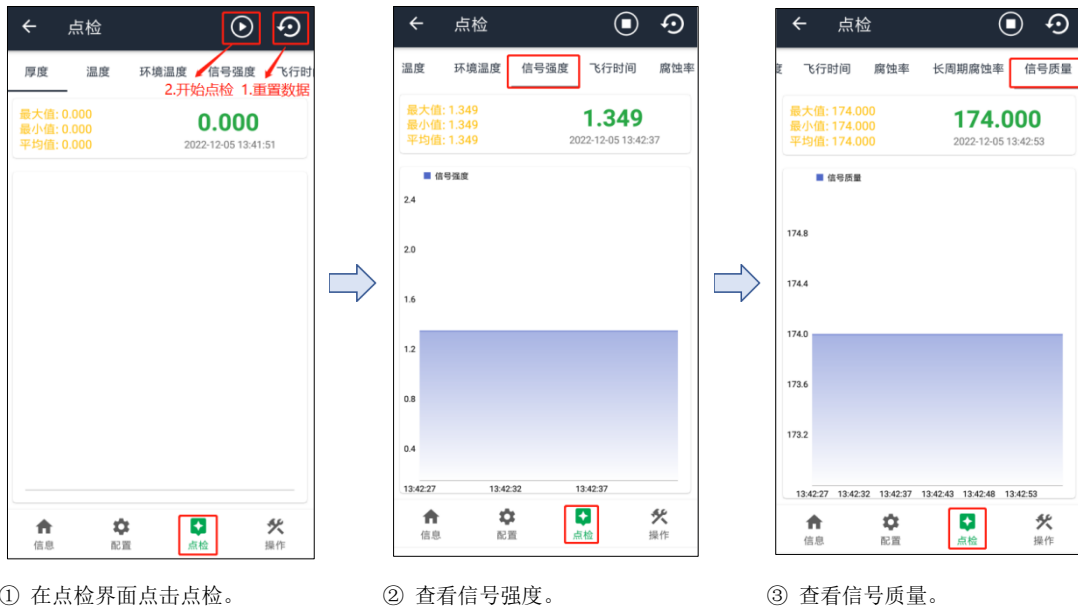 点检
厚度 温度 环境温度 信号强度 飞行时
2.开始点检 1.重置数据
最大值: 0.000
最小值: 0.000
平均值: 0.000
0.000
2022-12-05 13:41:51
信息 配置 点检 操作
① 在点检界面点击点检。
点检
温度 环境温度 信号强度 飞行时间 腐蚀率
最大值: 1.349
最小值: 1.349
平均值: 1.349
1.349
2022-12-05 13:42:37
信号强度
2.4
2.0
1.6
1.2
0.8
0.4
13:42:27 13:42:32 13:42:37
信息 配置 点检 操作
② 查看信号强度。
点检
度 飞行时间 腐蚀率 长周期腐蚀率 信号质量
最大值: 174.000
最小值: 174.000
平均值: 174.000
174.000
2022-12-05 13:42:53
信号质量
174.8
174.4
174.0
173.6
173.2
13:42:27 13:42:32 13:42:37 13:42:43 13:42:48 13:42:53
信息 配置 点检 操作
③ 查看信号质量。